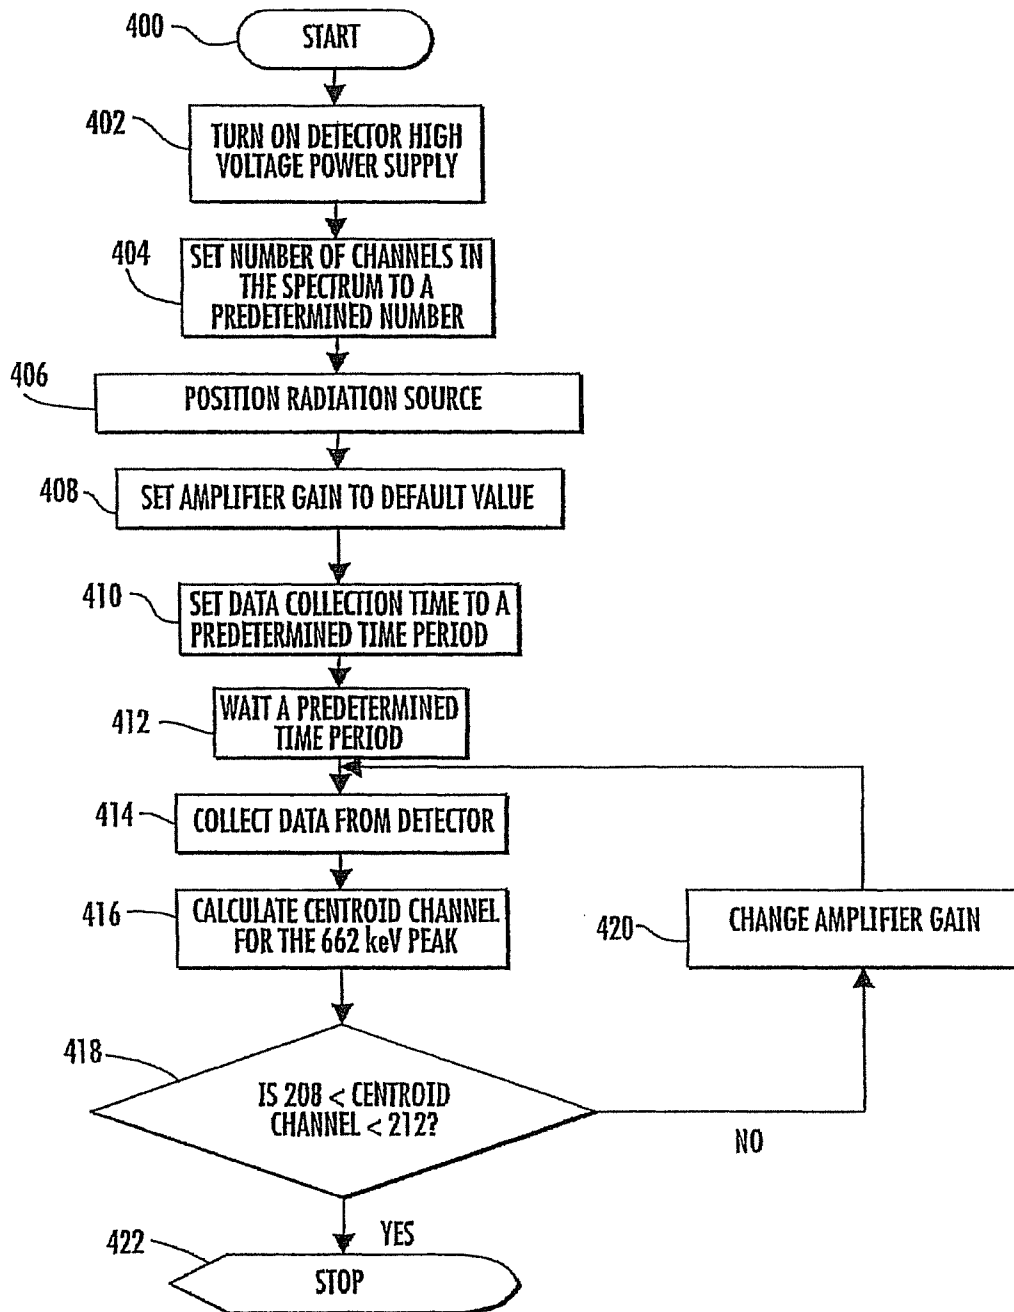 400
START
402
TURN ON DETECTOR HIGH
VOLTAGE POWER SUPPLY
404
SET NUMBER OF CHANNELS IN
THE SPECTRUM TO A
PREDETERMINED NUMBER
406
POSITION RADIATION SOURCE
408
SET AMPLIFIER GAIN TO DEFAULT VALUE
410
SET DATA COLLECTION TIME TO A
PREDETERMINED TIME PERIOD
412
WAIT A PREDETERMINED
TIME PERIOD
414
COLLECT DATA FROM DETECTOR
416
CALCULATE CENTROID CHANNEL
FOR THE 662 keV PEAK
420
CHANGE AMPLIFIER GAIN
418
IS 208 < CENTROID
CHANNEL < 212?
NO
YES
422
STOP